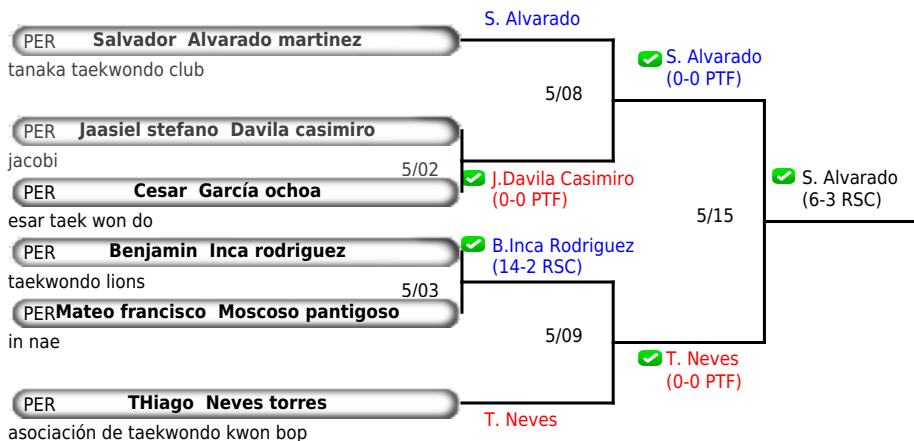 S. Alvarado
PER Salvador Alvarado martinez
tanaka taekwondo club
S. Alvarado
(0-0 PTF)
5/08
PER Jaasiel stefano Davila casimiro
jacobi
5/02
J.Davila Casimiro
(0-0 PTF)
PER Cesar García ochoa
esar taek won do
S. Alvarado
(6-3 RSC)
5/15
PER Benjamin Inca rodriguez
taekwondo lions
B.Inca Rodriguez
(14-2 RSC)
5/03
PER Mateo francisco Moscoso pantigoso
in nae
5/09
T. Neves
(0-0 PTF)
PER THiago Neves torres
T. Neves
asociación de taekwondo kwon bop